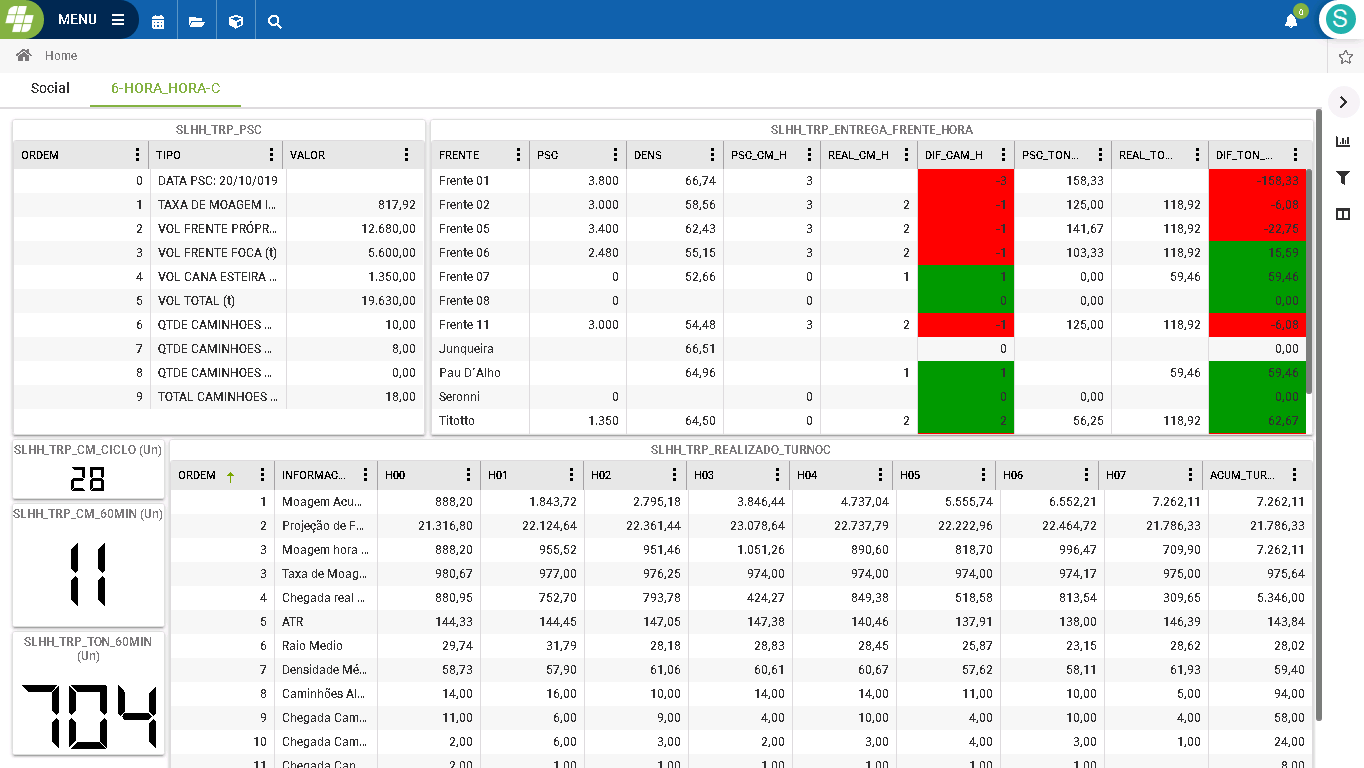 MENU
0
S
Home
Social 6-HORA_HORA-C
SLHH_TRP_PSC
ORDEM TIPO VALOR
0 DATA PSC: 20/10/019
1 TAXA DE MOAGEM I... 817,92
2 VOL FRENTE PRÓPR... 12.680,00
3 VOL FRENTE FOCA (t) 5.600,00
4 VOL CANA ESTEIRA ... 1.350,00
5 VOL TOTAL (t) 19.630,00
6 QTDE CAMINHOES ... 10,00
7 QTDE CAMINHOES ... 8,00
8 QTDE CAMINHOES ... 0,00
9 TOTAL CAMINHOES ... 18,00
SLHH_TRP_ENTREGA_FRENTE_HORA
FRENTE PSC DENS PSC_CM_H REAL_CM_H DIF_CAM_H PSC_TON... REAL_TO... DIF_TON_...
Frente 01 3.800 66,74 3 -3 158,33 -158,33
Frente 02 3.000 58,56 3 2 -1 125,00 118,92 -6,08
Frente 05 3.400 62,43 3 2 -1 141,67 118,92 -22,75
Frente 06 2.480 55,15 3 2 -1 103,33 118,92 15,59
Frente 07 0 52,66 0 1 1 0,00 59,46 59,46
Frente 08 0 0 0 0,00 0,00
Frente 11 3.000 54,48 3 2 -1 125,00 118,92 -6,08
Junqueira 66,51 0 0,00
Pau D´Alho 64,96 1 1 59,46 59,46
Seronni 0 0 0 0,00 0,00
Titotto 1.350 64,50 0 2 2 56,25 118,92 62,67
SLHH_TRP_CM_CICLO (Un)
28
SLHH_TRP_CM_60MIN (Un)
11
SLHH_TRP_TON_60MIN
(Un)
704
SLHH_TRP_REALIZADO_TURNOC
ORDEM INFORMAC... H00 H01 H02 H03 H04 H05 H06 H07 ACUM_TUR...
1 Moagem Acu... 888,20 1.843,72 2.795,18 3.846,44 4.737,04 5.555,74 6.552,21 7.262,11 7.262,11
2 Projeção de F... 21.316,80 22.124,64 22.361,44 23.078,64 22.737,79 22.222,96 22.464,72 21.786,33 21.786,33
3 Moagem hora ... 888,20 955,52 951,46 1.051,26 890,60 818,70 996,47 709,90 7.262,11
3 Taxa de Moag... 980,67 977,00 976,25 974,00 974,00 974,00 974,17 975,00 975,64
4 Chegada real ... 880,95 752,70 793,78 424,27 849,38 518,58 813,54 309,65 5.346,00
5 ATR 144,33 144,45 147,05 147,38 140,46 137,91 138,00 146,39 143,84
6 Raio Medio 29,74 31,79 28,18 28,83 28,45 25,87 23,15 28,62 28,02
7 Densidade Mé... 58,73 57,90 61,06 60,61 60,67 57,62 58,11 61,93 59,40
8 Caminhões Al... 14,00 16,00 10,00 14,00 14,00 11,00 10,00 5,00 94,00
9 Chegada Cam... 11,00 6,00 9,00 4,00 10,00 4,00 10,00 4,00 58,00
10 Chegada Cam... 2,00 6,00 3,00 2,00 3,00 4,00 3,00 1,00 24,00
11 Chegada Can... 2,00 1,00 1,00 1,00 1,00 1,00 1,00 8,00